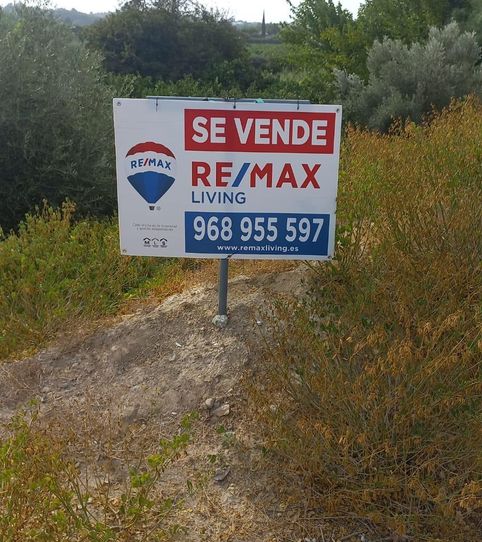 SE VENDE
RE/MAX
RE/MAX
LIVING
968 955 597
www.remaxliving.es